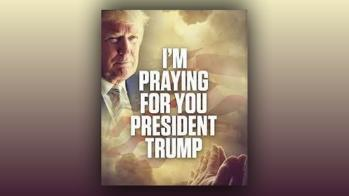 I'M
PRAYING
FOR YOU
PRESIDENT
TRUMP